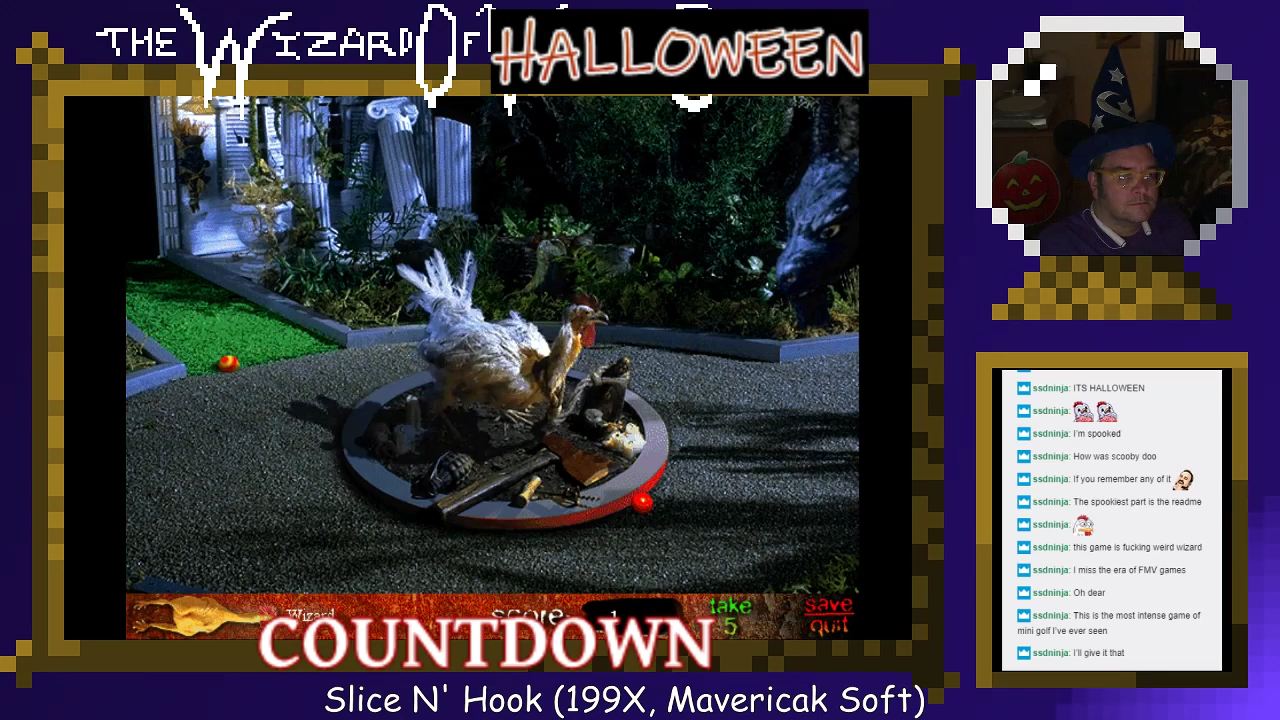 THE WIZARD OF
HALLOWEEN
Wizard
score
take
5
save
quit
COUNTDOWN
Slice N' Hook (199X, Mavericak Soft)
ssdninja: ITS HALLOWEEN
ssdninja:
ssdninja: I'm spooked
ssdninja: How was scooby doo
ssdninja: If you remember any of it
ssdninja: The spookiest part is the readme
ssdninja:
ssdninja: this game is fucking weird wizard
ssdninja: I miss the era of FMV games
ssdninja: Oh dear
ssdninja: This is the most intense game of
mini golf I've ever seen
ssdninja: I'll give it that